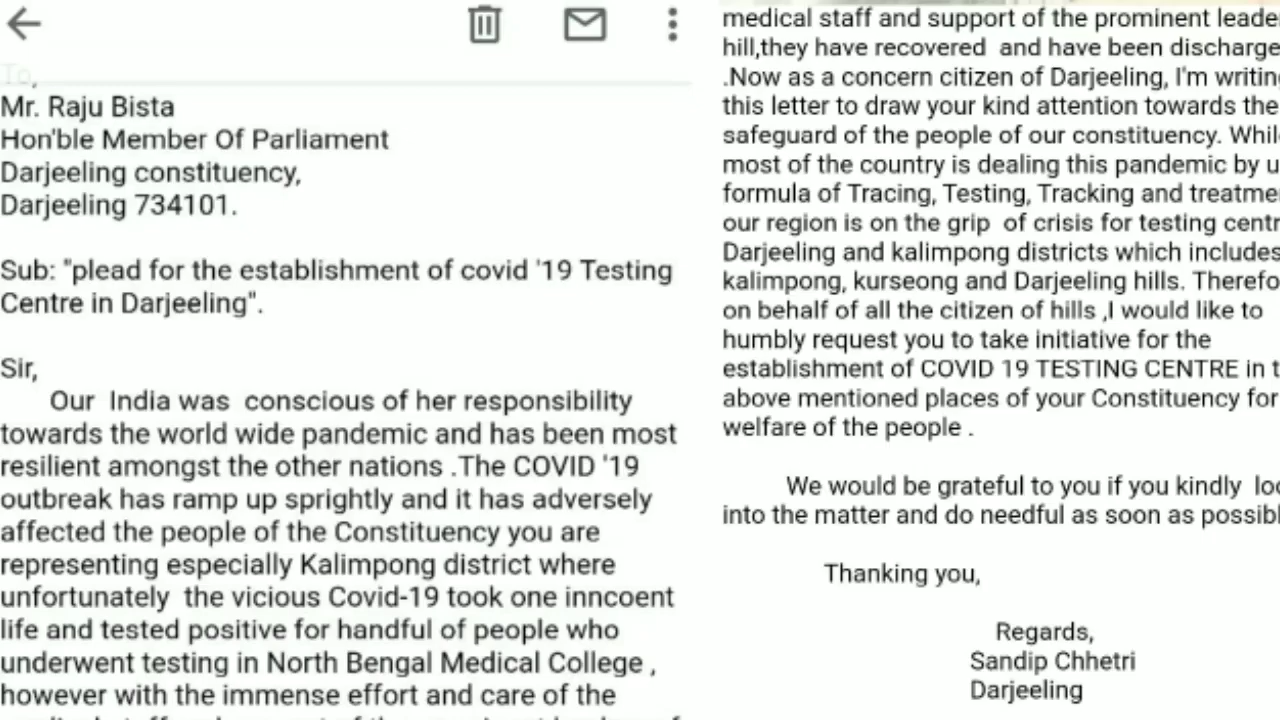 To,
Mr. Raju Bista
Hon'ble Member Of Parliament
Darjeeling constituency,
Darjeeling 734101.
Sub: "plead for the establishment of covid '19 Testing
Centre in Darjeeling".
Sir,
Our India was conscious of her responsibility
towards the world wide pandemic and has been most
resilient amongst the other nations .The COVID '19
outbreak has ramp up sprightly and it has adversely
affected the people of the Constituency you are
representing especially Kalimpong district where
unfortunately the vicious Covid-19 took one inncoent
life and tested positive for handful of people who
underwent testing in North Bengal Medical College ,
however with the immense effort and care of the
medical staff and support of the prominent
hill,they have recovered and have been
.Now as a concern citizen of Darjeeling, I'm
this letter to draw your kind attention towards the
safeguard of the people of our constituency.
most of the country is dealing this pandemic by
formula of Tracing, Testing, Tracking and
our region is on the grip of crisis for testing
Darjeeling and kalimpong districts which includes
kalimpong, kurseong and Darjeeling hills.
on behalf of all the citizen of hills ,I would like to
humbly request you to take initiative for the
establishment of COVID 19 TESTING CENTRE in
above mentioned places of your Constituency for
welfare of the people .
We would be grateful to you if you kindly
into the matter and do needful as soon as
Thanking you,
Regards,
Sandip Chhetri
Darjeeling